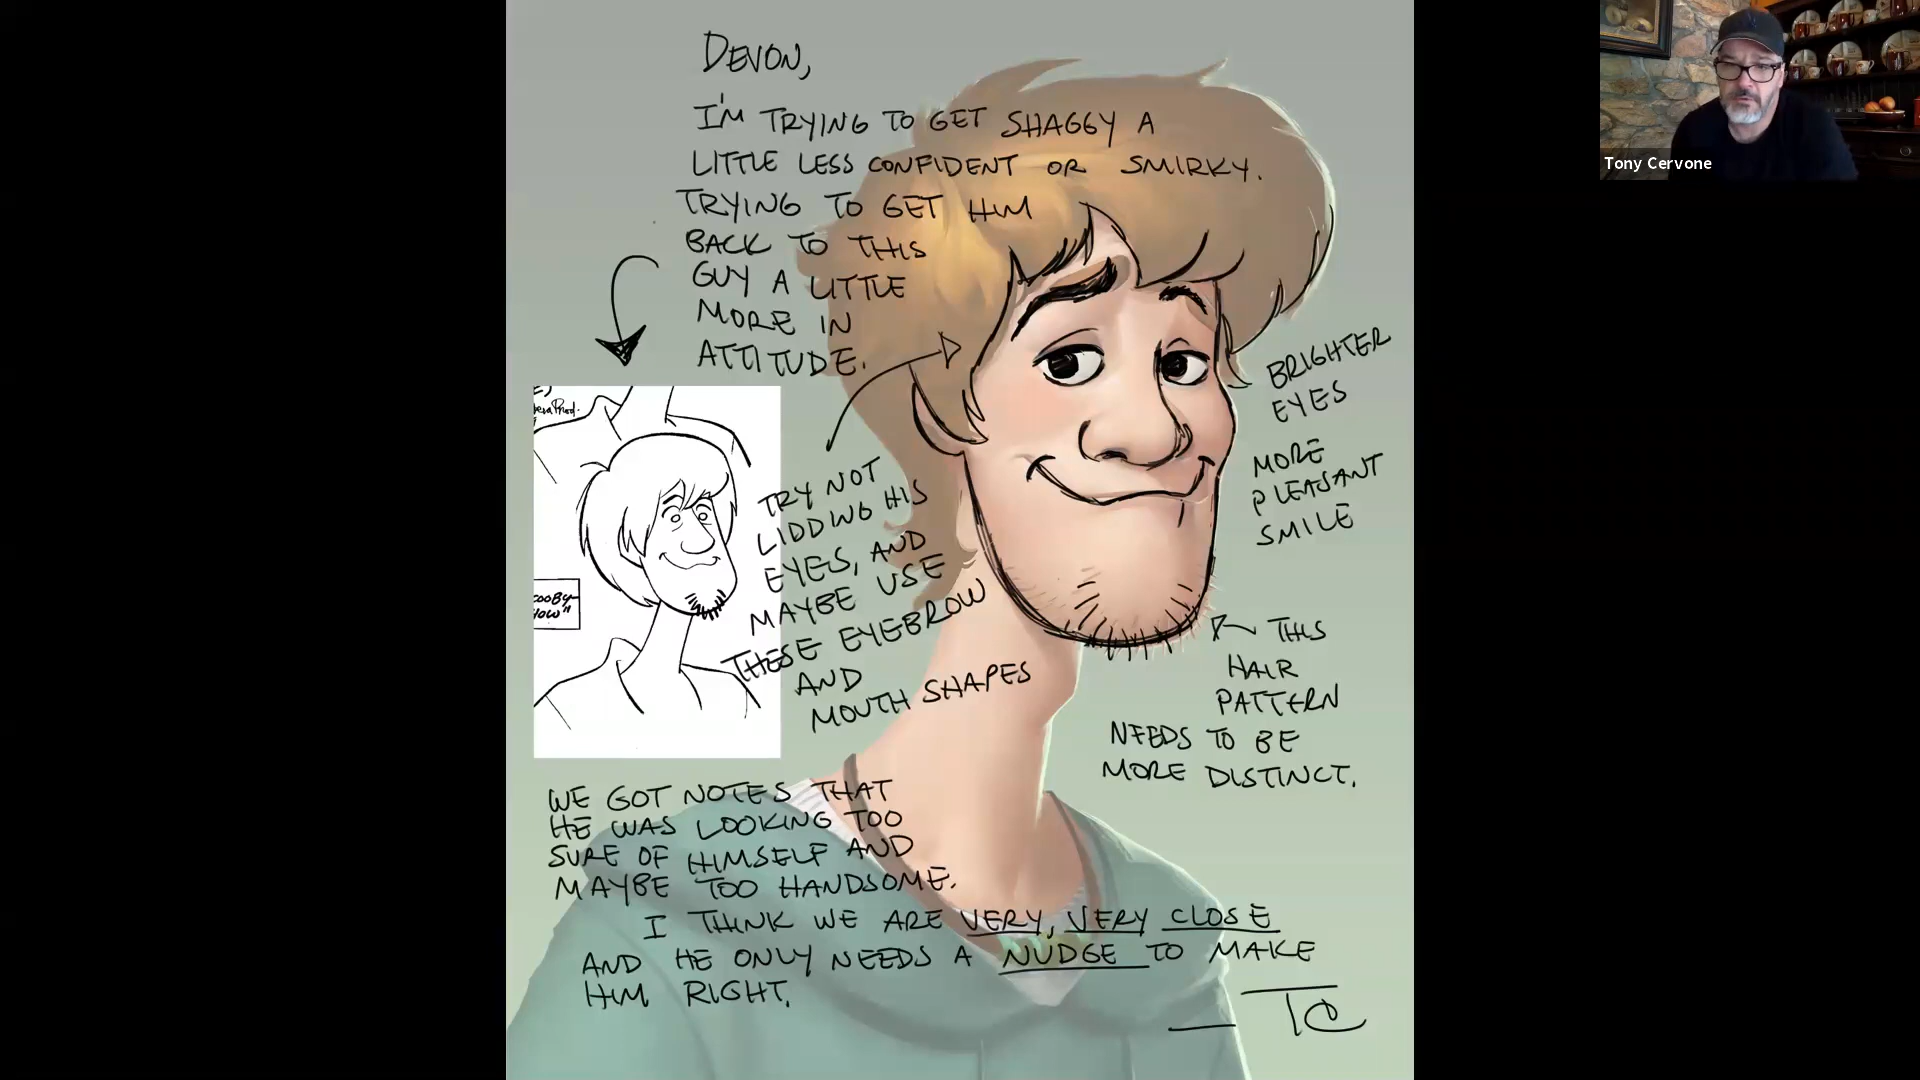 DEVON,
I'M TRYING TO GET SHAGGY A
LITTLE LESS CONFIDENT OR SMIRKY.
TRYING TO GET HIM
BACK TO THIS
GUY A LITTLE
MORE IN
ATTITUDE.
BRIGHTER
EYES
MORE
PLEASANT
SMILE
TRY NOT
LIDDING HIS
EYES, AND
MAYBE USE
THESE EYEBROW
AND
MOUTH SHAPES
THIS
HAIR
PATTERN
NEEDS TO BE
MORE DISTINCT.
WE GOT NOTES THAT
HE WAS LOOKING TOO
SURE OF HIMSELF AND
MAYBE TOO HANDSOME.
I THINK WE ARE VERY, VERY CLOSE
AND HE ONLY NEEDS A NUDGE TO MAKE
HIM RIGHT.
— TC
Tony Cervone